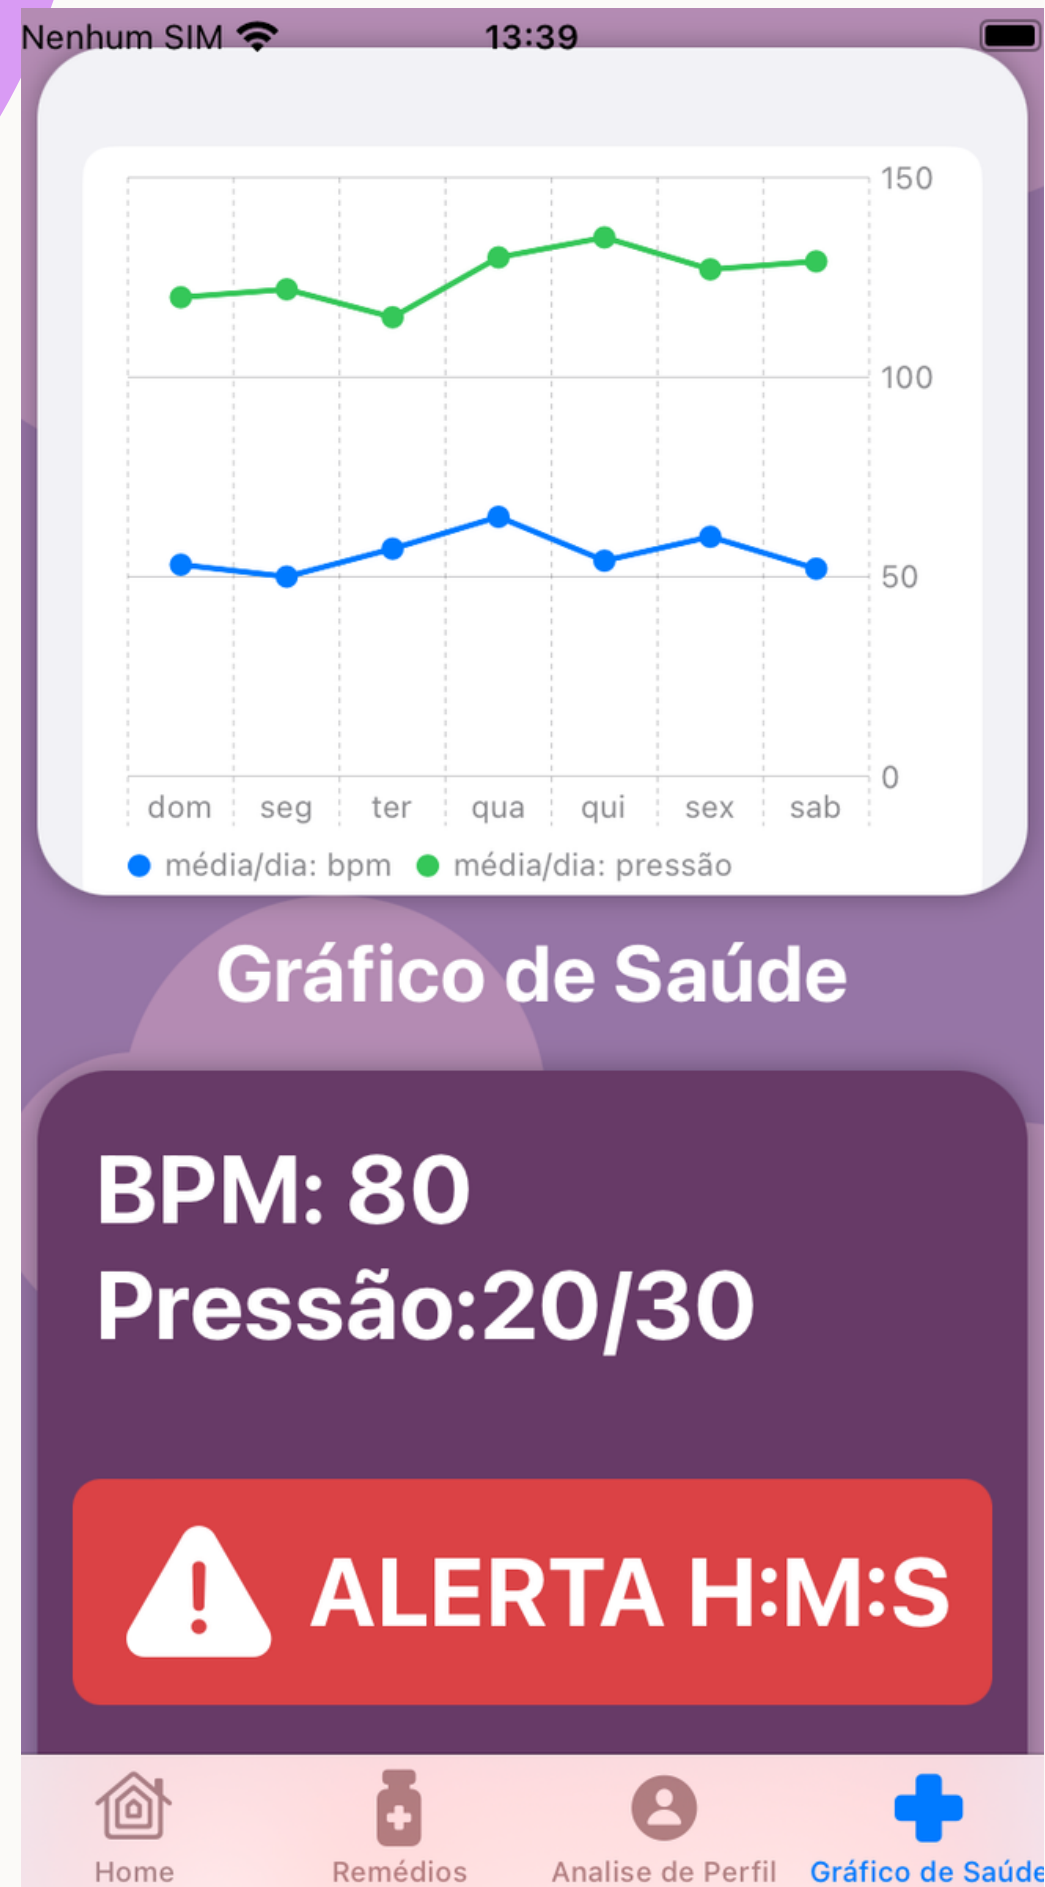 Nenhum SIM 13:39
150
100
50
0
dom seg ter qua qui sex sab
média/dia: bpm média/dia: pressão
Gráfico de Saúde
BPM: 80
Pressão:20/30
ALERTA H:M:S
Home Remédios Analise de Perfil Gráfico de Saúde